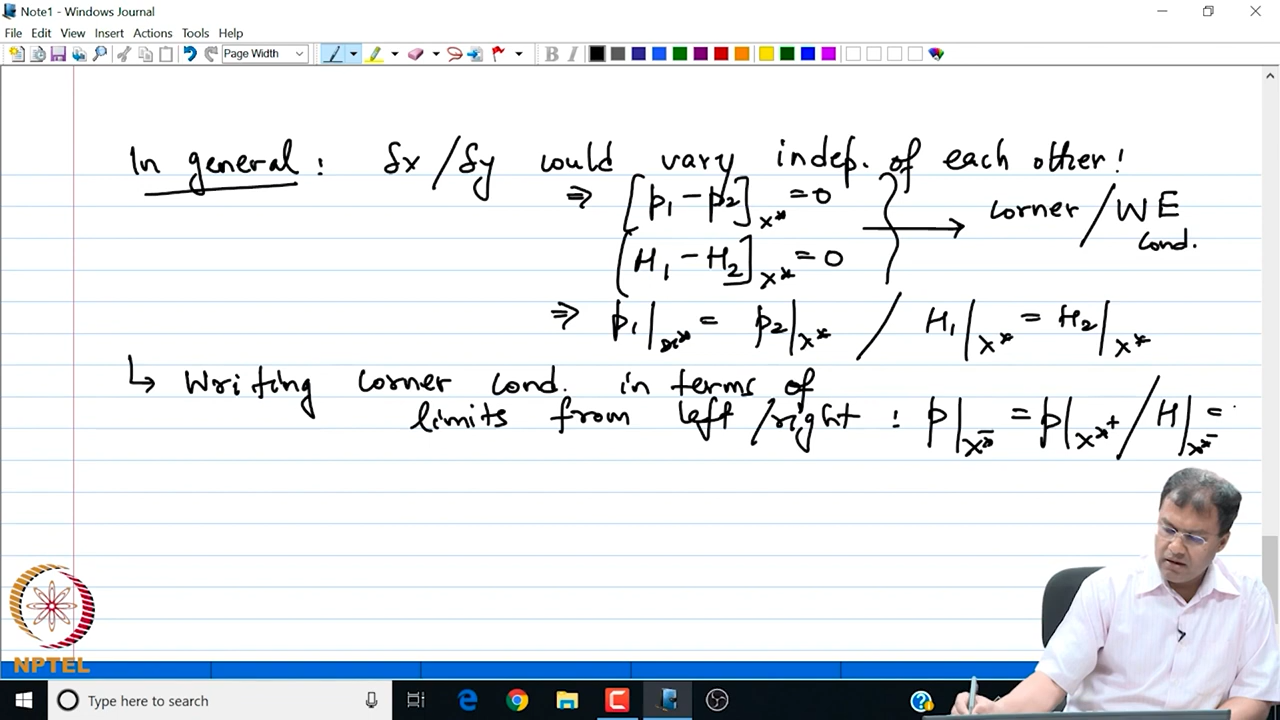 Note1 - Windows Journal
File Edit View Insert Actions Tools Help
Page Width B I
In general : δx / δy could vary indep. of each other!
⇒ [p₁ - p₂]ₓ* = 0
[H₁ - H₂]ₓ* = 0 → corner / WE cond.
⇒ p₁|ₓ* = p₂|ₓ* / H₁|ₓ* = H₂|ₓ*
↳ Writing corner cond. in terms of
limits from left /right : p|ₓ*⁻ = p|ₓ*⁺ / H|ₓ*⁻ =
NPTEL
Type here to search